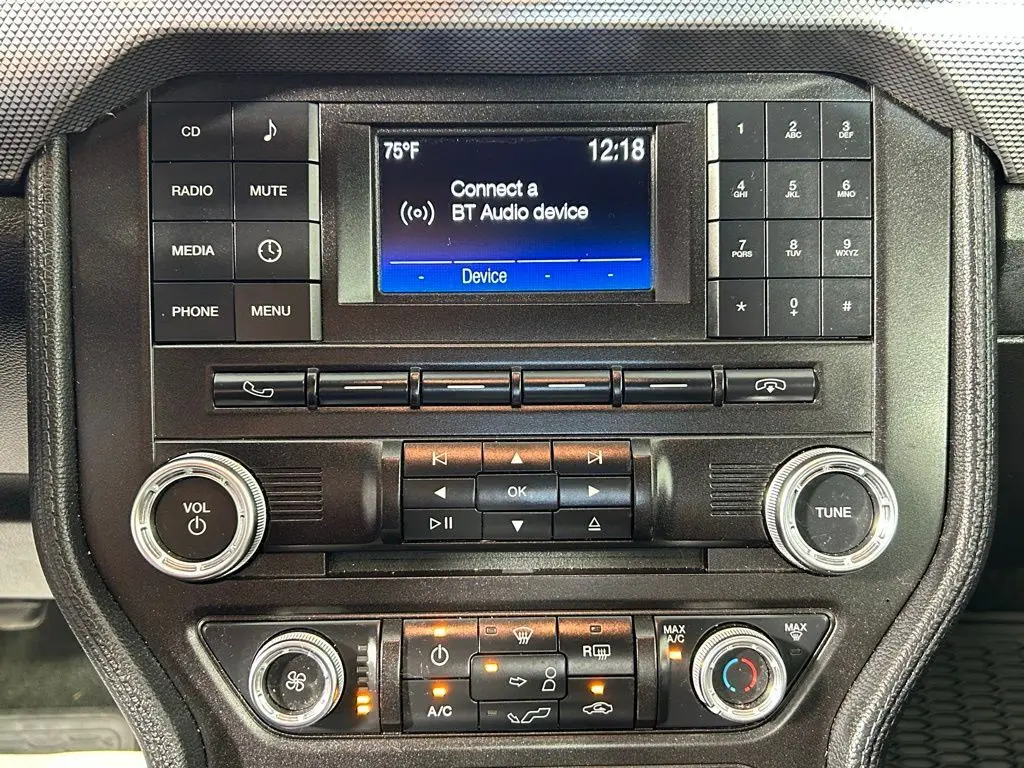 CD
RADIO MUTE
MEDIA
PHONE MENU
75°F 12:18
Connect a
BT Audio device
- Device - -
1 2 ABC 3 DEF
4 GHI 5 JKL 6 MNO
7 PQRS 8 TUV 9 WXYZ
* 0 + #
VOL
OK
TUNE
R
A/C
MAX
A/C
MAX